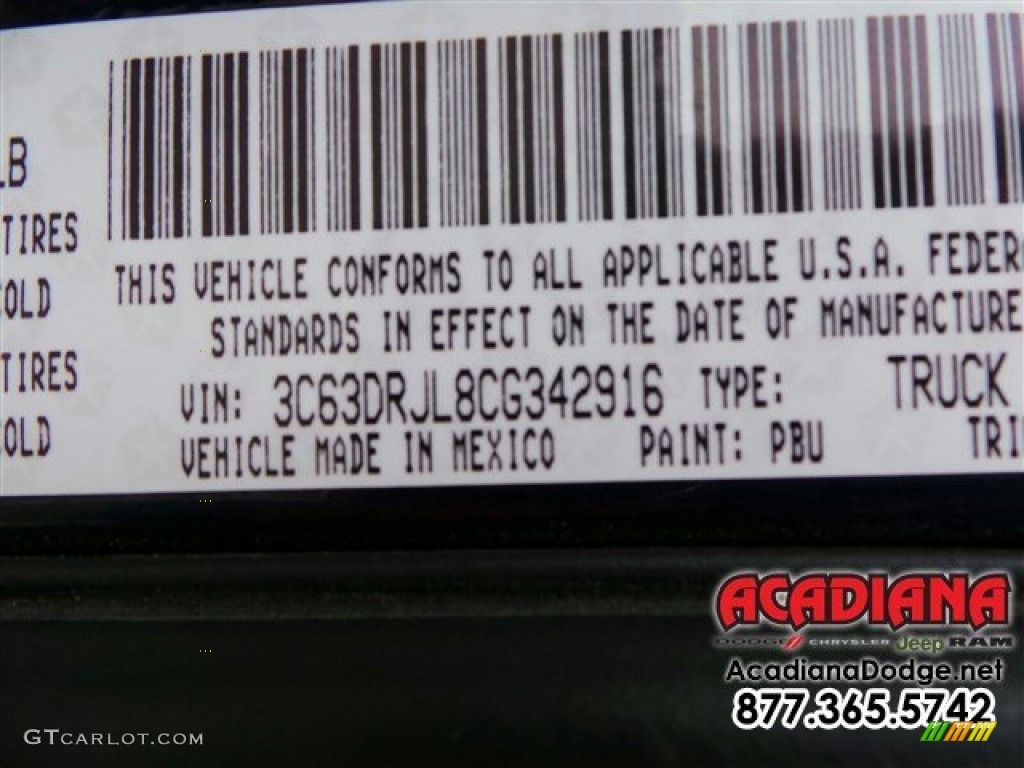 LB
TIRES
COLD
TIRES
COLD
THIS VEHICLE CONFORMS TO ALL APPLICABLE U.S.A. FEDER
STANDARDS IN EFFECT ON THE DATE OF MANUFACTURE
VIN: 3C63DRJL8CG342916 TYPE: TRUCK
VEHICLE MADE IN MEXICO PAINT: PBU TRI
ACADIANA
DODGE CHRYSLER Jeep RAM
AcadianaDodge.net
877.365.5742
GTCARLOT.COM